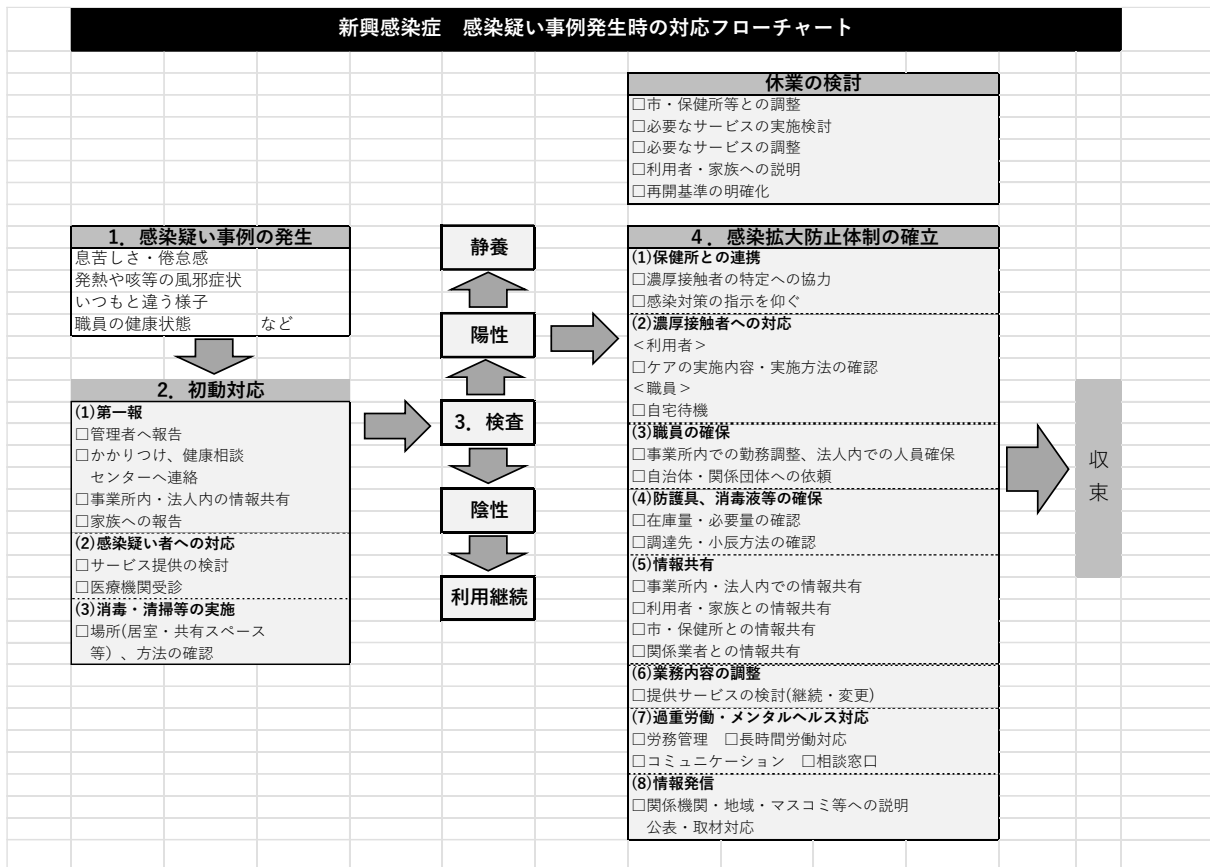 新興感染症　感染疑い事例発生時の対応フローチャート
休業の検討
□市・保健所等との調整
□必要なサービスの実施検討
□必要なサービスの調整
□利用者・家族への説明
□再開基準の明確化
1．感染疑い事例の発生
息苦しさ・倦怠感
発熱や咳等の風邪症状
いつもと違う様子
職員の健康状態　　など
2．初動対応
(1)第一報
□管理者へ報告
□かかりつけ、健康相談
センターへ連絡
□事業所内・法人内の情報共有
□家族への報告
(2)感染疑い者への対応
□サービス提供の検討
□医療機関受診
(3)消毒・清掃等の実施
□場所(居室・共有スペース
等）、方法の確認
静養
陽性
3．検査
陰性
利用継続
4．感染拡大防止体制の確立
(1)保健所との連携
□濃厚接触者の特定への協力
□感染対策の指示を仰ぐ
(2)濃厚接触者への対応
＜利用者＞
□ケアの実施内容・実施方法の確認
＜職員＞
□自宅待機
(3)職員の確保
□事業所内での勤務調整、法人内での人員確保
□自治体・関係団体への依頼
(4)防護具、消毒液等の確保
□在庫量・必要量の確認
□調達先・小辰方法の確認
(5)情報共有
□事業所内・法人内での情報共有
□利用者・家族との情報共有
□市・保健所との情報共有
□関係業者との情報共有
(6)業務内容の調整
□提供サービスの検討(継続・変更)
(7)過重労働・メンタルヘルス対応
□労務管理　□長時間労働対応
□コミュニケーション　□相談窓口
(8)情報発信
□関係機関・地域・マスコミ等への説明
公表・取材対応
収
束